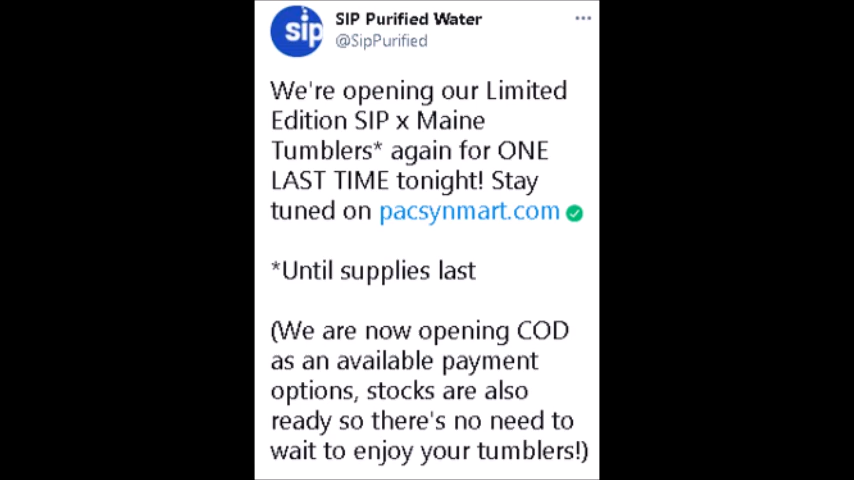 sip
SIP Purified Water
@SipPurified
We're opening our Limited
Edition SIP x Maine
Tumblers* again for ONE
LAST TIME tonight! Stay
tuned on pacsynmart.com
*Until supplies last
(We are now opening COD
as an available payment
options, stocks are also
ready so there's no need to
wait to enjoy your tumblers!)